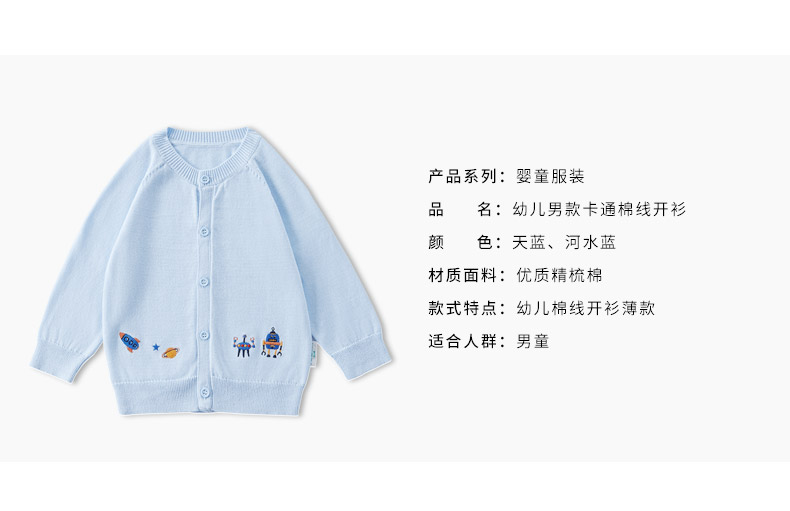 产品系列：婴童服装
品　　名：幼儿男款卡通棉线开衫
颜　　色：天蓝、河水蓝
材质面料：优质精梳棉
款式特点：幼儿棉线开衫薄款
适合人群：男童